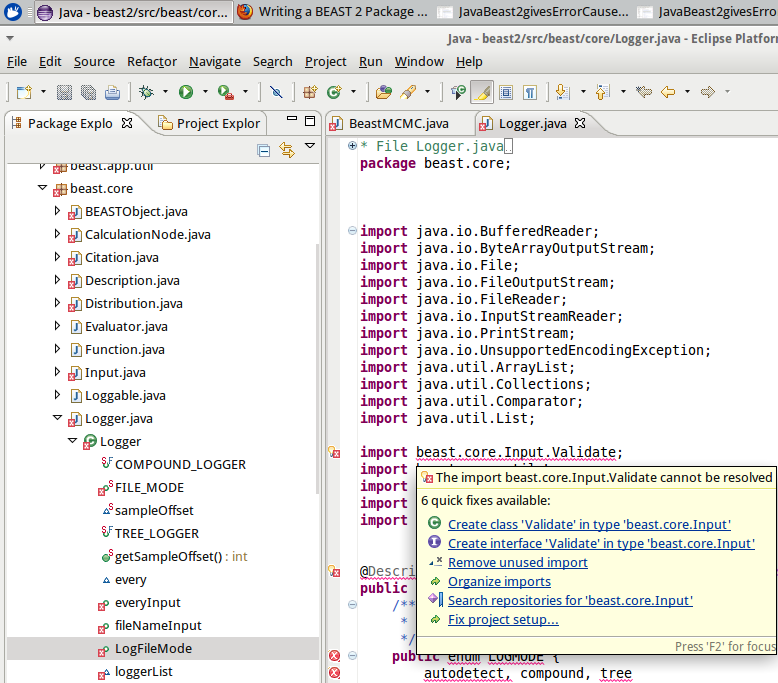 Java - beast2/src/beast/cor...
Writing a BEAST 2 Package ...
JavaBeast2givesErrorCause...
JavaBeast2givesErro
Java - beast2/src/beast/core/Logger.java - Eclipse Platfor
File Edit Source Refactor Navigate Search Project Run Window Help
Package Explo
Project Explor
BeastMCMC.java
Logger.java
beast.app.util
beast.core
BEASTObject.java
CalculationNode.java
Citation.java
Description.java
Distribution.java
Evaluator.java
Function.java
Input.java
Loggable.java
Logger.java
Logger
COMPOUND_LOGGER
FILE_MODE
sampleOffset
TREE_LOGGER
getSampleOffset() : int
every
everyInput
fileNameInput
LogFileMode
loggerList
* File Logger.java
package beast.core;
import java.io.BufferedReader;
import java.io.ByteArrayOutputStream;
import java.io.File;
import java.io.FileOutputStream;
import java.io.FileReader;
import java.io.InputStreamReader;
import java.io.PrintStream;
import java.io.UnsupportedEncodingException;
import java.util.ArrayList;
import java.util.Collections;
import java.util.Comparator;
import java.util.List;
import beast.core.Input.Validate;
import
import
import
import
@Descri
public
/**
*
*/
public enum LOGMODE {
autodetect, compound, tree
The import beast.core.Input.Validate cannot be resolved
6 quick fixes available:
Create class 'Validate' in type 'beast.core.Input'
Create interface 'Validate' in type 'beast.core.Input'
Remove unused import
Organize imports
Search repositories for 'beast.core.Input'
Fix project setup...
Press 'F2' for focus